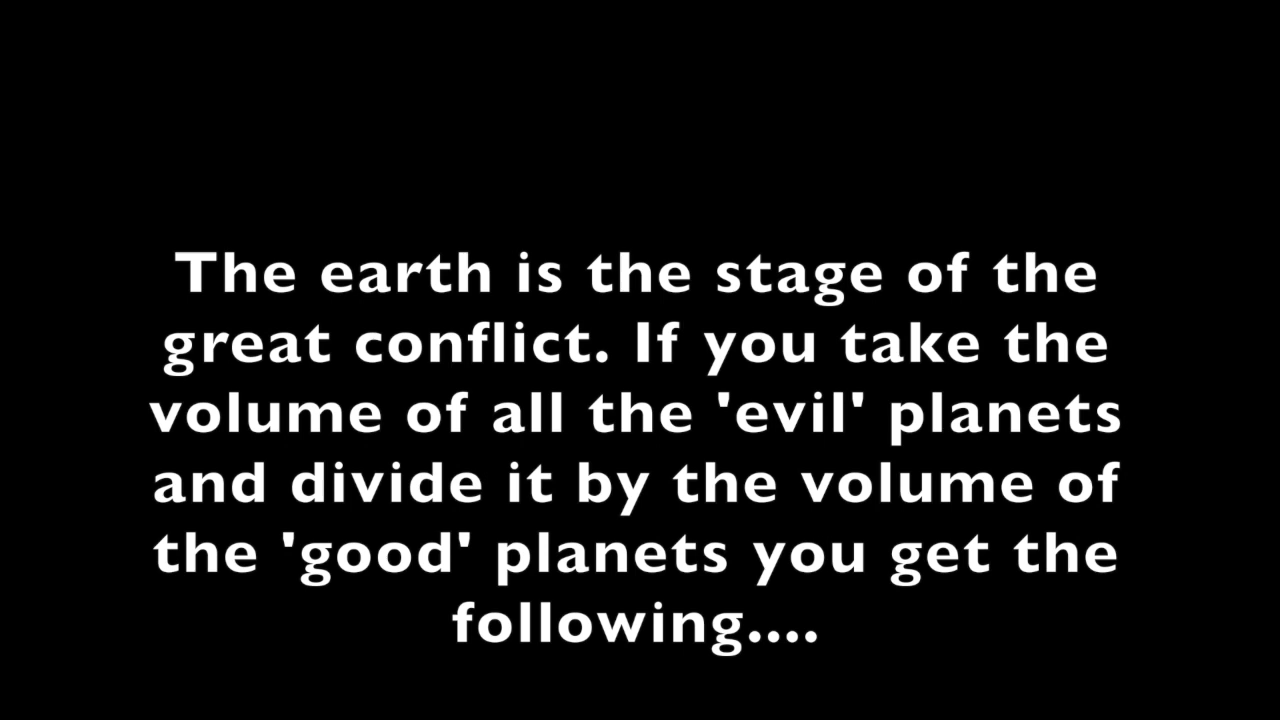 The earth is the stage of the
great conflict. If you take the
volume of all the 'evil' planets
and divide it by the volume of
the 'good' planets you get the
following....